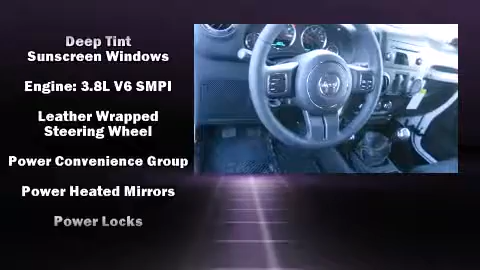 Deep Tint
Sunscreen Windows
Engine: 3.8L V6 SMPI
Leather Wrapped
Steering Wheel
Power Convenience Group
Power Heated Mirrors
Power Locks